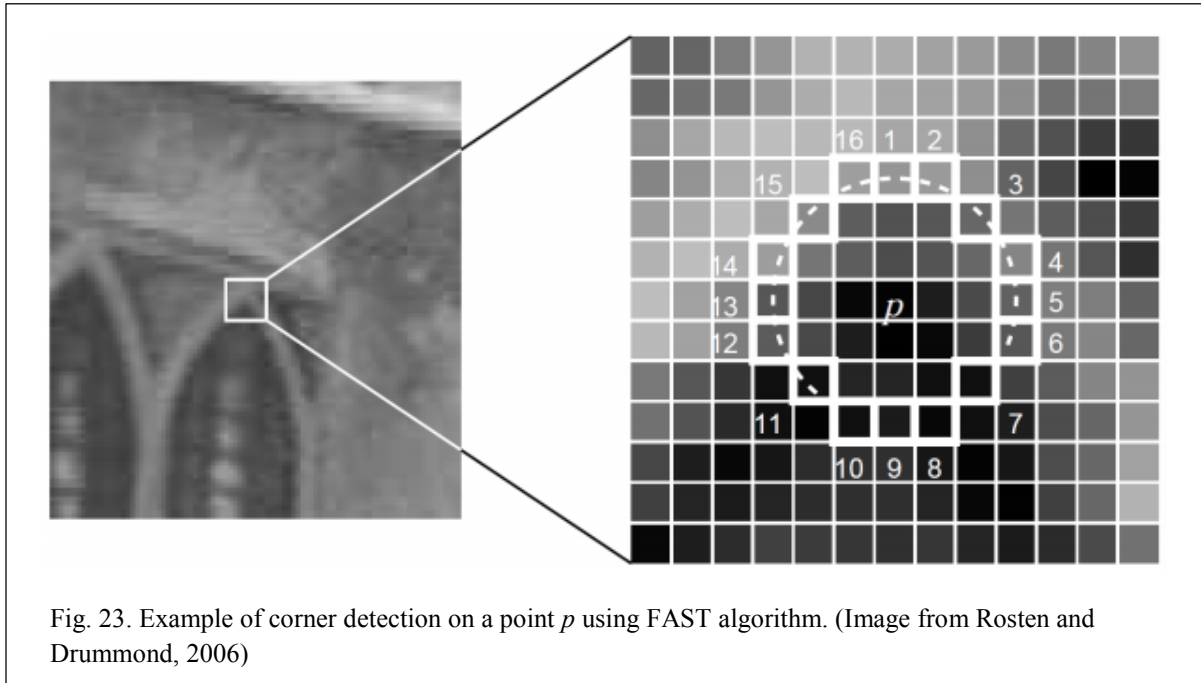 16 1 2
15 3
14 4
13 p 5
12 6
11 7
10 9 8
Fig. 23. Example of corner detection on a point p using FAST algorithm. (Image from Rosten and
Drummond, 2006)